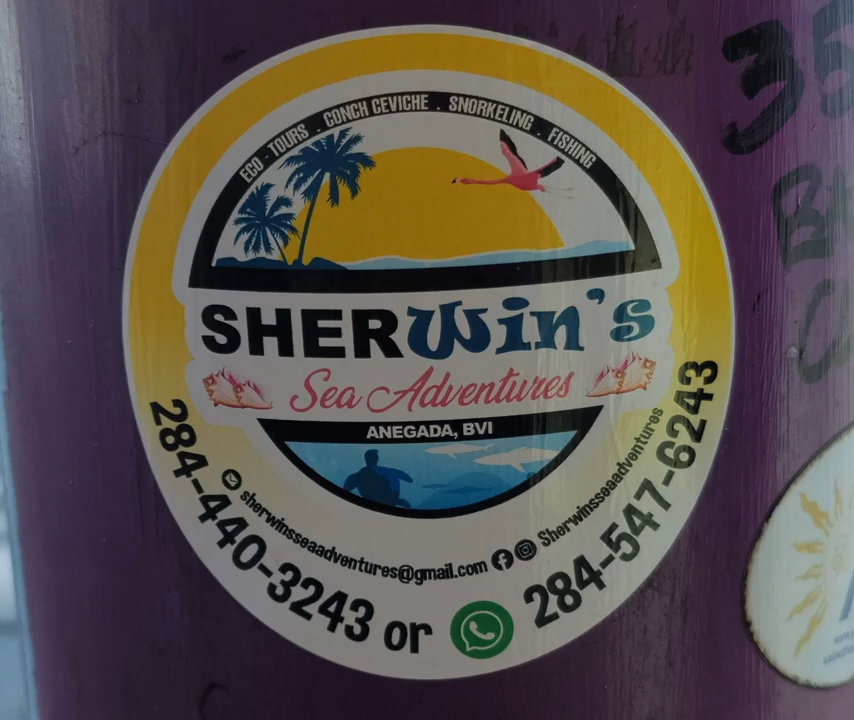 ECO-TOURS . CONCH CEVICHE . SNORKELING . FISHING
SHERWin's
Sea Adventures
ANEGADA, BVI
sherwinsseaadventures@gmail.com
Sherwinsseaadventures
284-440-3243 or 284-547-6243
35